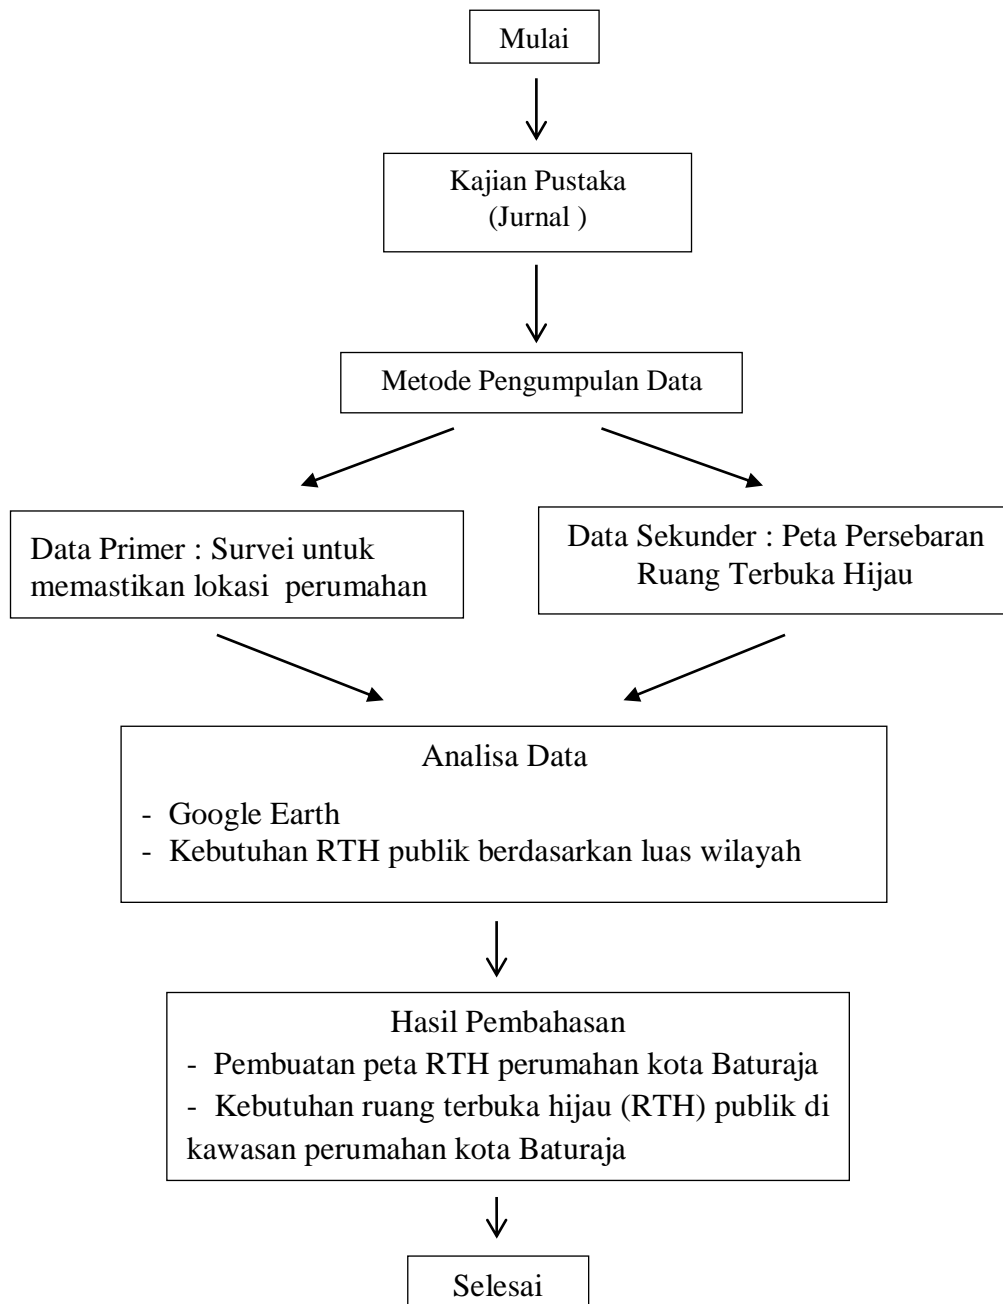 Mulai
Kajian Pustaka
(Jurnal )
Metode Pengumpulan Data
Data Primer : Survei untuk
memastikan lokasi perumahan
Data Sekunder : Peta Persebaran
Ruang Terbuka Hijau
Analisa Data
- Google Earth
- Kebutuhan RTH publik berdasarkan luas wilayah
Hasil Pembahasan
- Pembuatan peta RTH perumahan kota Baturaja
- Kebutuhan ruang terbuka hijau (RTH) publik di
kawasan perumahan kota Baturaja
Selesai